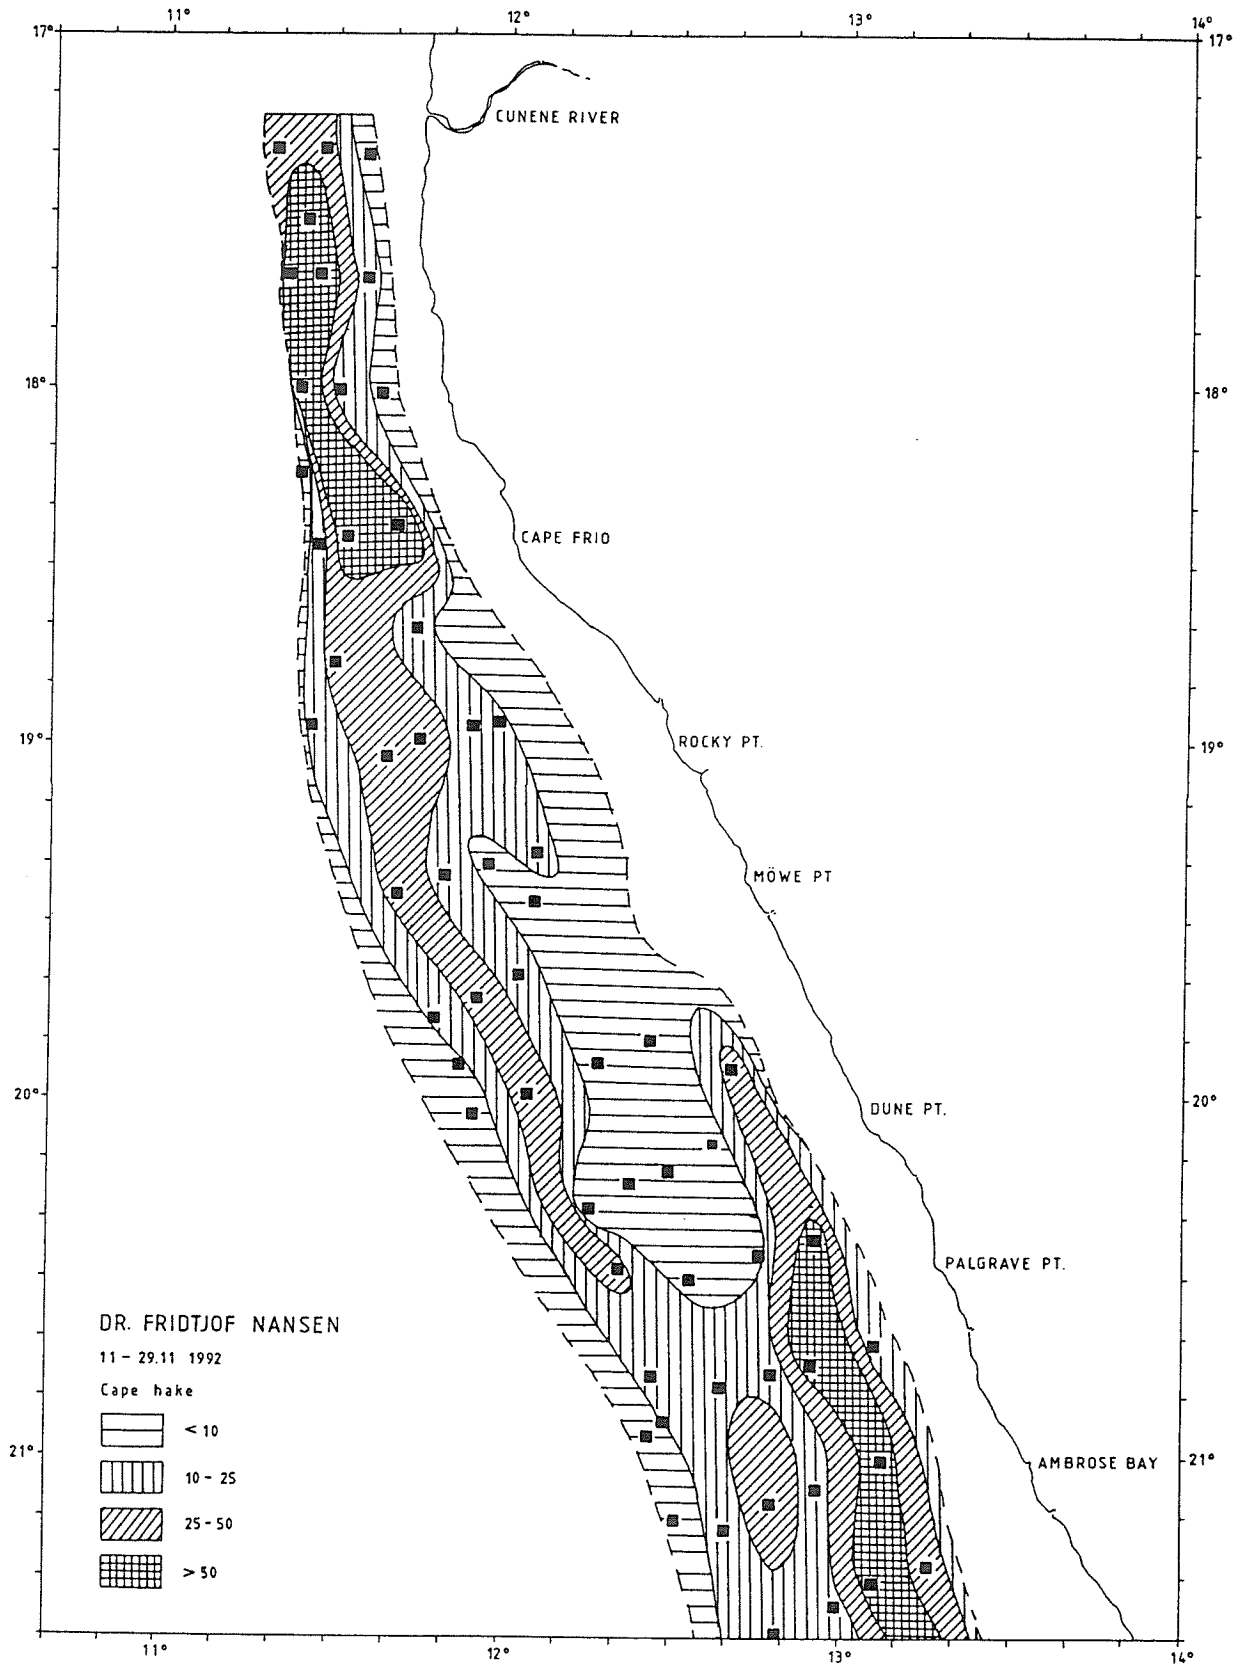 11° 12° 13° 14°
17° 17°
CUNENE RIVER
18° 18°
CAPE FRIO
ROCKY PT.
19° 19°
MÖWE PT
20° 20°
DUNE PT.
PALGRAVE PT.
DR. FRIDTJOF NANSEN
11 - 29.11 1992
Cape hake
< 10
10 - 25
25 - 50
> 50
21° 21°
AMBROSE BAY
11° 12° 13° 14°